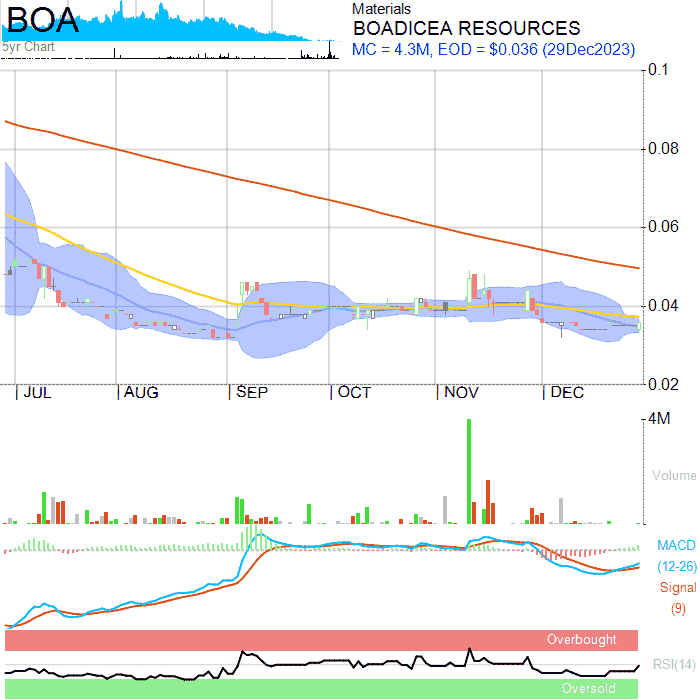 BOA
5yr Chart
Materials
BOADICEA RESOURCES
MC = 4.3M, EOD = $0.036 (29Dec2023)
0.1
0.08
0.06
0.04
0.02
JUL AUG SEP OCT NOV DEC
4M
Volume
MACD
(12-26)
Signal
(9)
Overbought
RSI(14)
Oversold